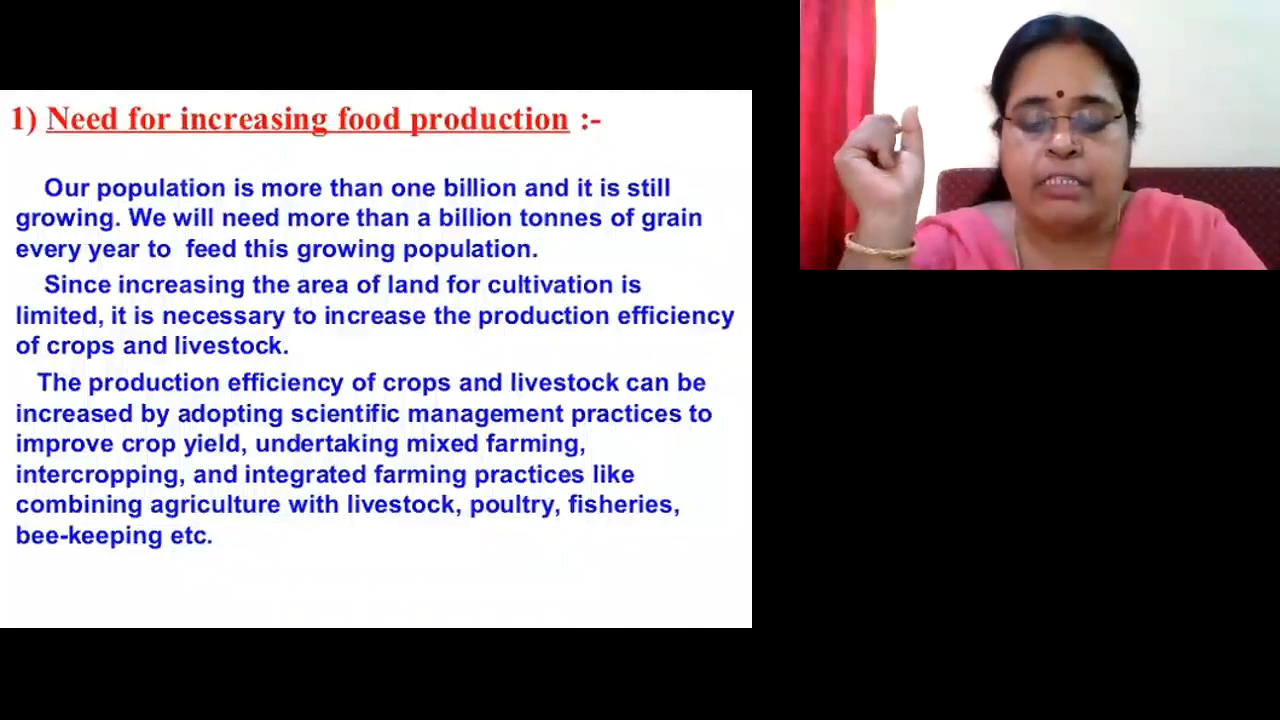 1) Need for increasing food production :-
Our population is more than one billion and it is still
growing. We will need more than a billion tonnes of grain
every year to feed this growing population.
Since increasing the area of land for cultivation is
limited, it is necessary to increase the production efficiency
of crops and livestock.
The production efficiency of crops and livestock can be
increased by adopting scientific management practices to
improve crop yield, undertaking mixed farming,
intercropping, and integrated farming practices like
combining agriculture with livestock, poultry, fisheries,
bee-keeping etc.